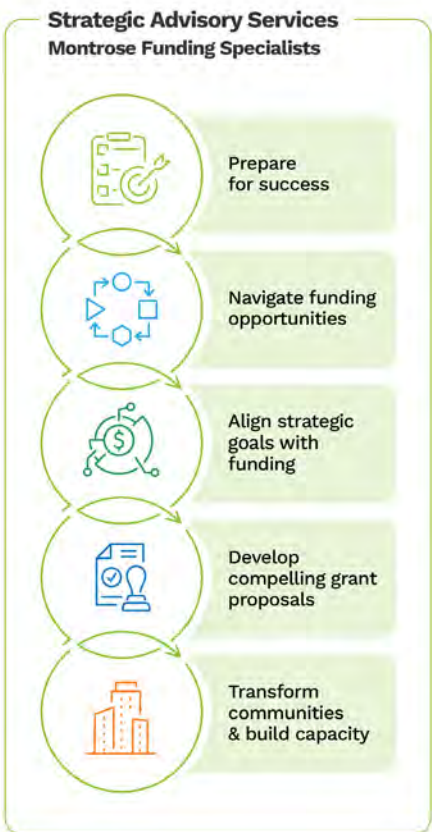 Strategic Advisory Services
Montrose Funding Specialists
Prepare
for success
Navigate funding
opportunities
$
Align strategic
goals with
funding
Develop
compelling grant
proposals
Transform
communities
& build capacity